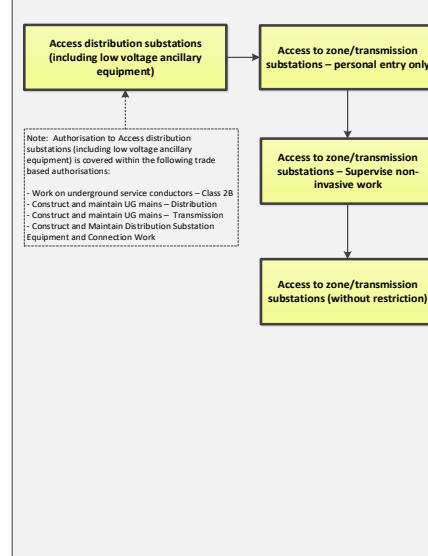 Access distribution substations
(including low voltage ancillary
equipment)
Access to zone/transmission
substations – personal entry only
Note:  Authorisation to Access distribution
substations (including low voltage ancillary
equipment) is covered within the following trade
based authorisations:
- Work on underground service conductors – Class 2B
- Construct and maintain UG mains – Distribution
- Construct and maintain UG mains –  Transmission
- Construct and Maintain Distribution Substation
Equipment and Connection Work
Access to zone/transmission
substations – Supervise non-
invasive work
Access to zone/transmission
substations (without restriction)